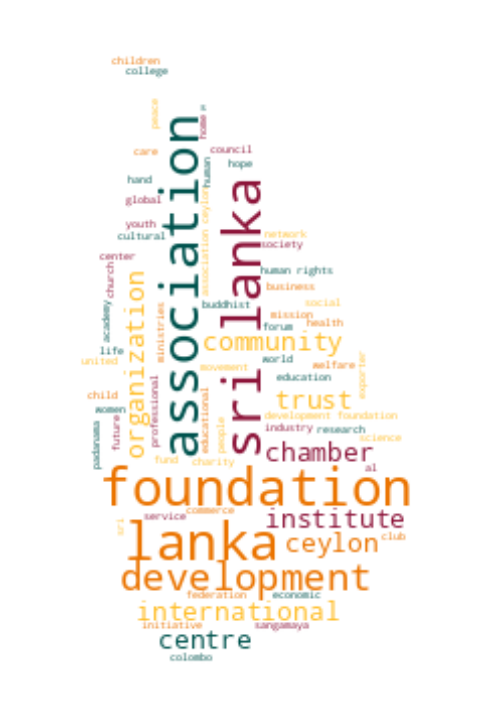 children
college
peace
s
home
association
care
council
hope
human
hand
sri lanka
global
association ceylon
youth
cultural
network
society
center
church
human rights
organization
business
academy
buddhist
social
ministries
mission
health
forum
community
life
united
world
movement
welfare
exporter
education
professional
child
educational
trust
women
future
people
development foundation
padanama
industry
research
science
chamber
fund
charity
al
foundation
commerce
service
institute
sri
lanka
ceylon
club
development
federation
economic
international
initiative
sangamaya
centre
colombo